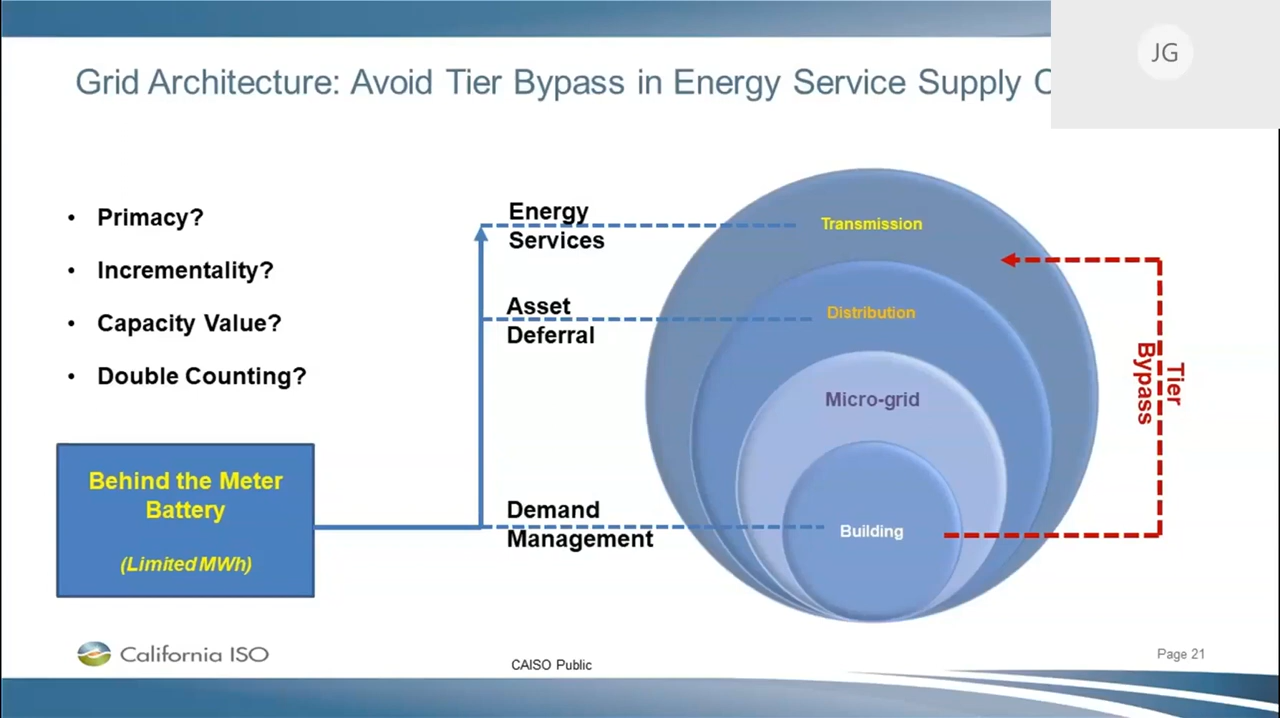 JG
Grid Architecture: Avoid Tier Bypass in Energy Service Supply
• Primacy?
• Incrementality?
• Capacity Value?
• Double Counting?
Behind the Meter
Battery
(Limited MWh)
Energy
Services
Asset
Deferral
Demand
Management
Transmission
Distribution
Micro-grid
Building
Tier
Bypass
California ISO
CAISO Public
Page 21